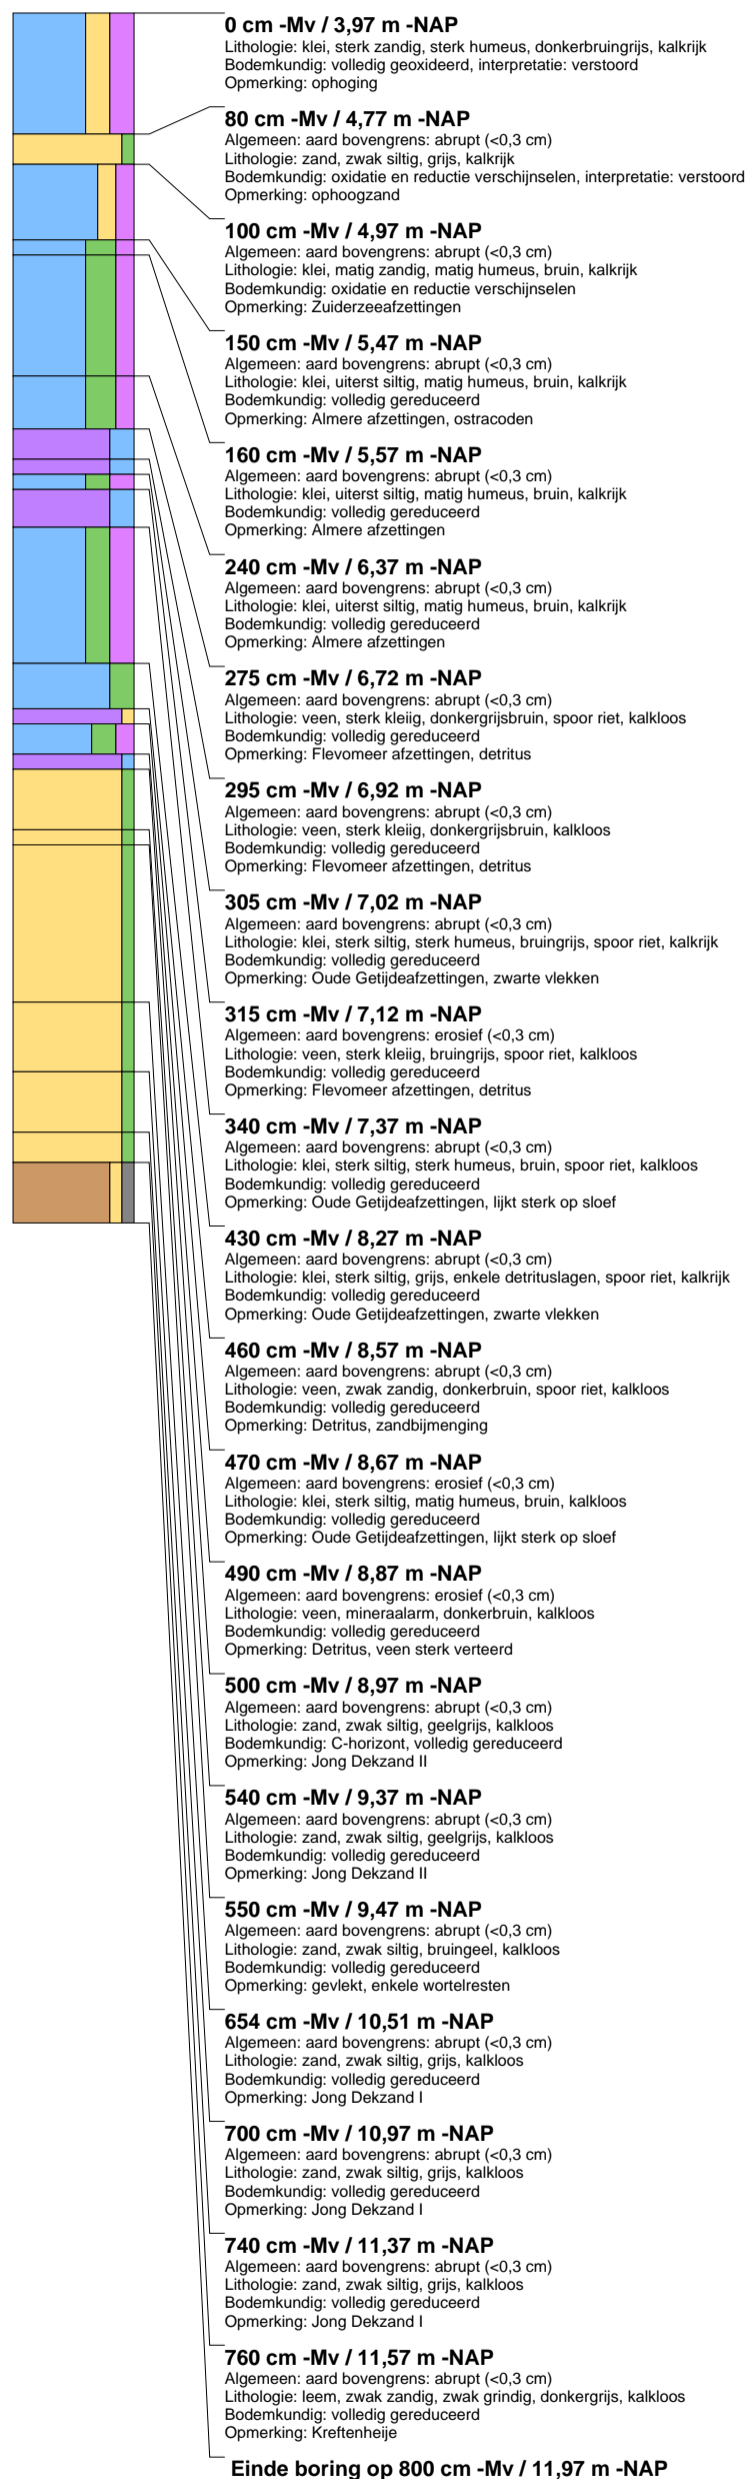 0 cm -Mv / 3,97 m -NAP
Lithologie: klei, sterk zandig, sterk humeus, donkerbruingrijs, kalkrijk
Bodemkundig: volledig geoxideerd, interpretatie: verstoord
Opmerking: ophoging
80 cm -Mv / 4,77 m -NAP
Algemeen: aard bovengrens: abrupt (<0,3 cm)
Lithologie: zand, zwak siltig, grijs, kalkrijk
Bodemkundig: oxidatie en reductie verschijnselen, interpretatie: verstoord
Opmerking: ophoogzand
100 cm -Mv / 4,97 m -NAP
Algemeen: aard bovengrens: abrupt (<0,3 cm)
Lithologie: klei, matig zandig, matig humeus, bruin, kalkrijk
Bodemkundig: oxidatie en reductie verschijnselen
Opmerking: Zuiderzeeafzettingen
150 cm -Mv / 5,47 m -NAP
Algemeen: aard bovengrens: abrupt (<0,3 cm)
Lithologie: klei, uiterst siltig, matig humeus, bruin, kalkrijk
Bodemkundig: volledig gereduceerd
Opmerking: Almere afzettingen, ostracoden
160 cm -Mv / 5,57 m -NAP
Algemeen: aard bovengrens: abrupt (<0,3 cm)
Lithologie: klei, uiterst siltig, matig humeus, bruin, kalkrijk
Bodemkundig: volledig gereduceerd
Opmerking: Almere afzettingen
240 cm -Mv / 6,37 m -NAP
Algemeen: aard bovengrens: abrupt (<0,3 cm)
Lithologie: klei, uiterst siltig, matig humeus, bruin, kalkrijk
Bodemkundig: volledig gereduceerd
Opmerking: Almere afzettingen
275 cm -Mv / 6,72 m -NAP
Algemeen: aard bovengrens: abrupt (<0,3 cm)
Lithologie: veen, sterk kleiig, donkergrijsbruin, spoor riet, kalkloos
Bodemkundig: volledig gereduceerd
Opmerking: Flevomeer afzettingen, detritus
295 cm -Mv / 6,92 m -NAP
Algemeen: aard bovengrens: abrupt (<0,3 cm)
Lithologie: veen, sterk kleiig, donkergrijsbruin, kalkloos
Bodemkundig: volledig gereduceerd
Opmerking: Flevomeer afzettingen, detritus
305 cm -Mv / 7,02 m -NAP
Algemeen: aard bovengrens: abrupt (<0,3 cm)
Lithologie: klei, sterk siltig, sterk humeus, bruingrijs, spoor riet, kalkrijk
Bodemkundig: volledig gereduceerd
Opmerking: Oude Getijdeafzettingen, zwarte vlekken
315 cm -Mv / 7,12 m -NAP
Algemeen: aard bovengrens: erosief (<0,3 cm)
Lithologie: veen, sterk kleiig, bruingrijs, spoor riet, kalkloos
Bodemkundig: volledig gereduceerd
Opmerking: Flevomeer afzettingen, detritus
340 cm -Mv / 7,37 m -NAP
Algemeen: aard bovengrens: abrupt (<0,3 cm)
Lithologie: klei, sterk siltig, sterk humeus, bruin, spoor riet, kalkloos
Bodemkundig: volledig gereduceerd
Opmerking: Oude Getijdeafzettingen, lijkt sterk op sloef
430 cm -Mv / 8,27 m -NAP
Algemeen: aard bovengrens: abrupt (<0,3 cm)
Lithologie: klei, sterk siltig, grijs, enkele detrituslagen, spoor riet, kalkrijk
Bodemkundig: volledig gereduceerd
Opmerking: Oude Getijdeafzettingen, zwarte vlekken
460 cm -Mv / 8,57 m -NAP
Algemeen: aard bovengrens: abrupt (<0,3 cm)
Lithologie: veen, zwak zandig, donkerbruin, spoor riet, kalkloos
Bodemkundig: volledig gereduceerd
Opmerking: Detritus, zandbijmenging
470 cm -Mv / 8,67 m -NAP
Algemeen: aard bovengrens: erosief (<0,3 cm)
Lithologie: klei, sterk siltig, matig humeus, bruin, kalkloos
Bodemkundig: volledig gereduceerd
Opmerking: Oude Getijdeafzettingen, lijkt sterk op sloef
490 cm -Mv / 8,87 m -NAP
Algemeen: aard bovengrens: erosief (<0,3 cm)
Lithologie: veen, mineraalarm, donkerbruin, kalkloos
Bodemkundig: volledig gereduceerd
Opmerking: Detritus, veen sterk verteerd
500 cm -Mv / 8,97 m -NAP
Algemeen: aard bovengrens: abrupt (<0,3 cm)
Lithologie: zand, zwak siltig, geelgrijs, kalkloos
Bodemkundig: C-horizont, volledig gereduceerd
Opmerking: Jong Dekzand II
540 cm -Mv / 9,37 m -NAP
Algemeen: aard bovengrens: abrupt (<0,3 cm)
Lithologie: zand, zwak siltig, geelgrijs, kalkloos
Bodemkundig: volledig gereduceerd
Opmerking: Jong Dekzand II
550 cm -Mv / 9,47 m -NAP
Algemeen: aard bovengrens: abrupt (<0,3 cm)
Lithologie: zand, zwak siltig, bruingeel, kalkloos
Bodemkundig: volledig gereduceerd
Opmerking: gevlekt, enkele wortelresten
654 cm -Mv / 10,51 m -NAP
Algemeen: aard bovengrens: abrupt (<0,3 cm)
Lithologie: zand, zwak siltig, grijs, kalkloos
Bodemkundig: volledig gereduceerd
Opmerking: Jong Dekzand I
700 cm -Mv / 10,97 m -NAP
Algemeen: aard bovengrens: abrupt (<0,3 cm)
Lithologie: zand, zwak siltig, grijs, kalkloos
Bodemkundig: volledig gereduceerd
Opmerking: Jong Dekzand I
740 cm -Mv / 11,37 m -NAP
Algemeen: aard bovengrens: abrupt (<0,3 cm)
Lithologie: zand, zwak siltig, grijs, kalkloos
Bodemkundig: volledig gereduceerd
Opmerking: Jong Dekzand I
760 cm -Mv / 11,57 m -NAP
Algemeen: aard bovengrens: abrupt (<0,3 cm)
Lithologie: leem, zwak zandig, zwak grindig, donkergrijs, kalkloos
Bodemkundig: volledig gereduceerd
Opmerking: Kreftenheije
Einde boring op 800 cm -Mv / 11,97 m -NAP